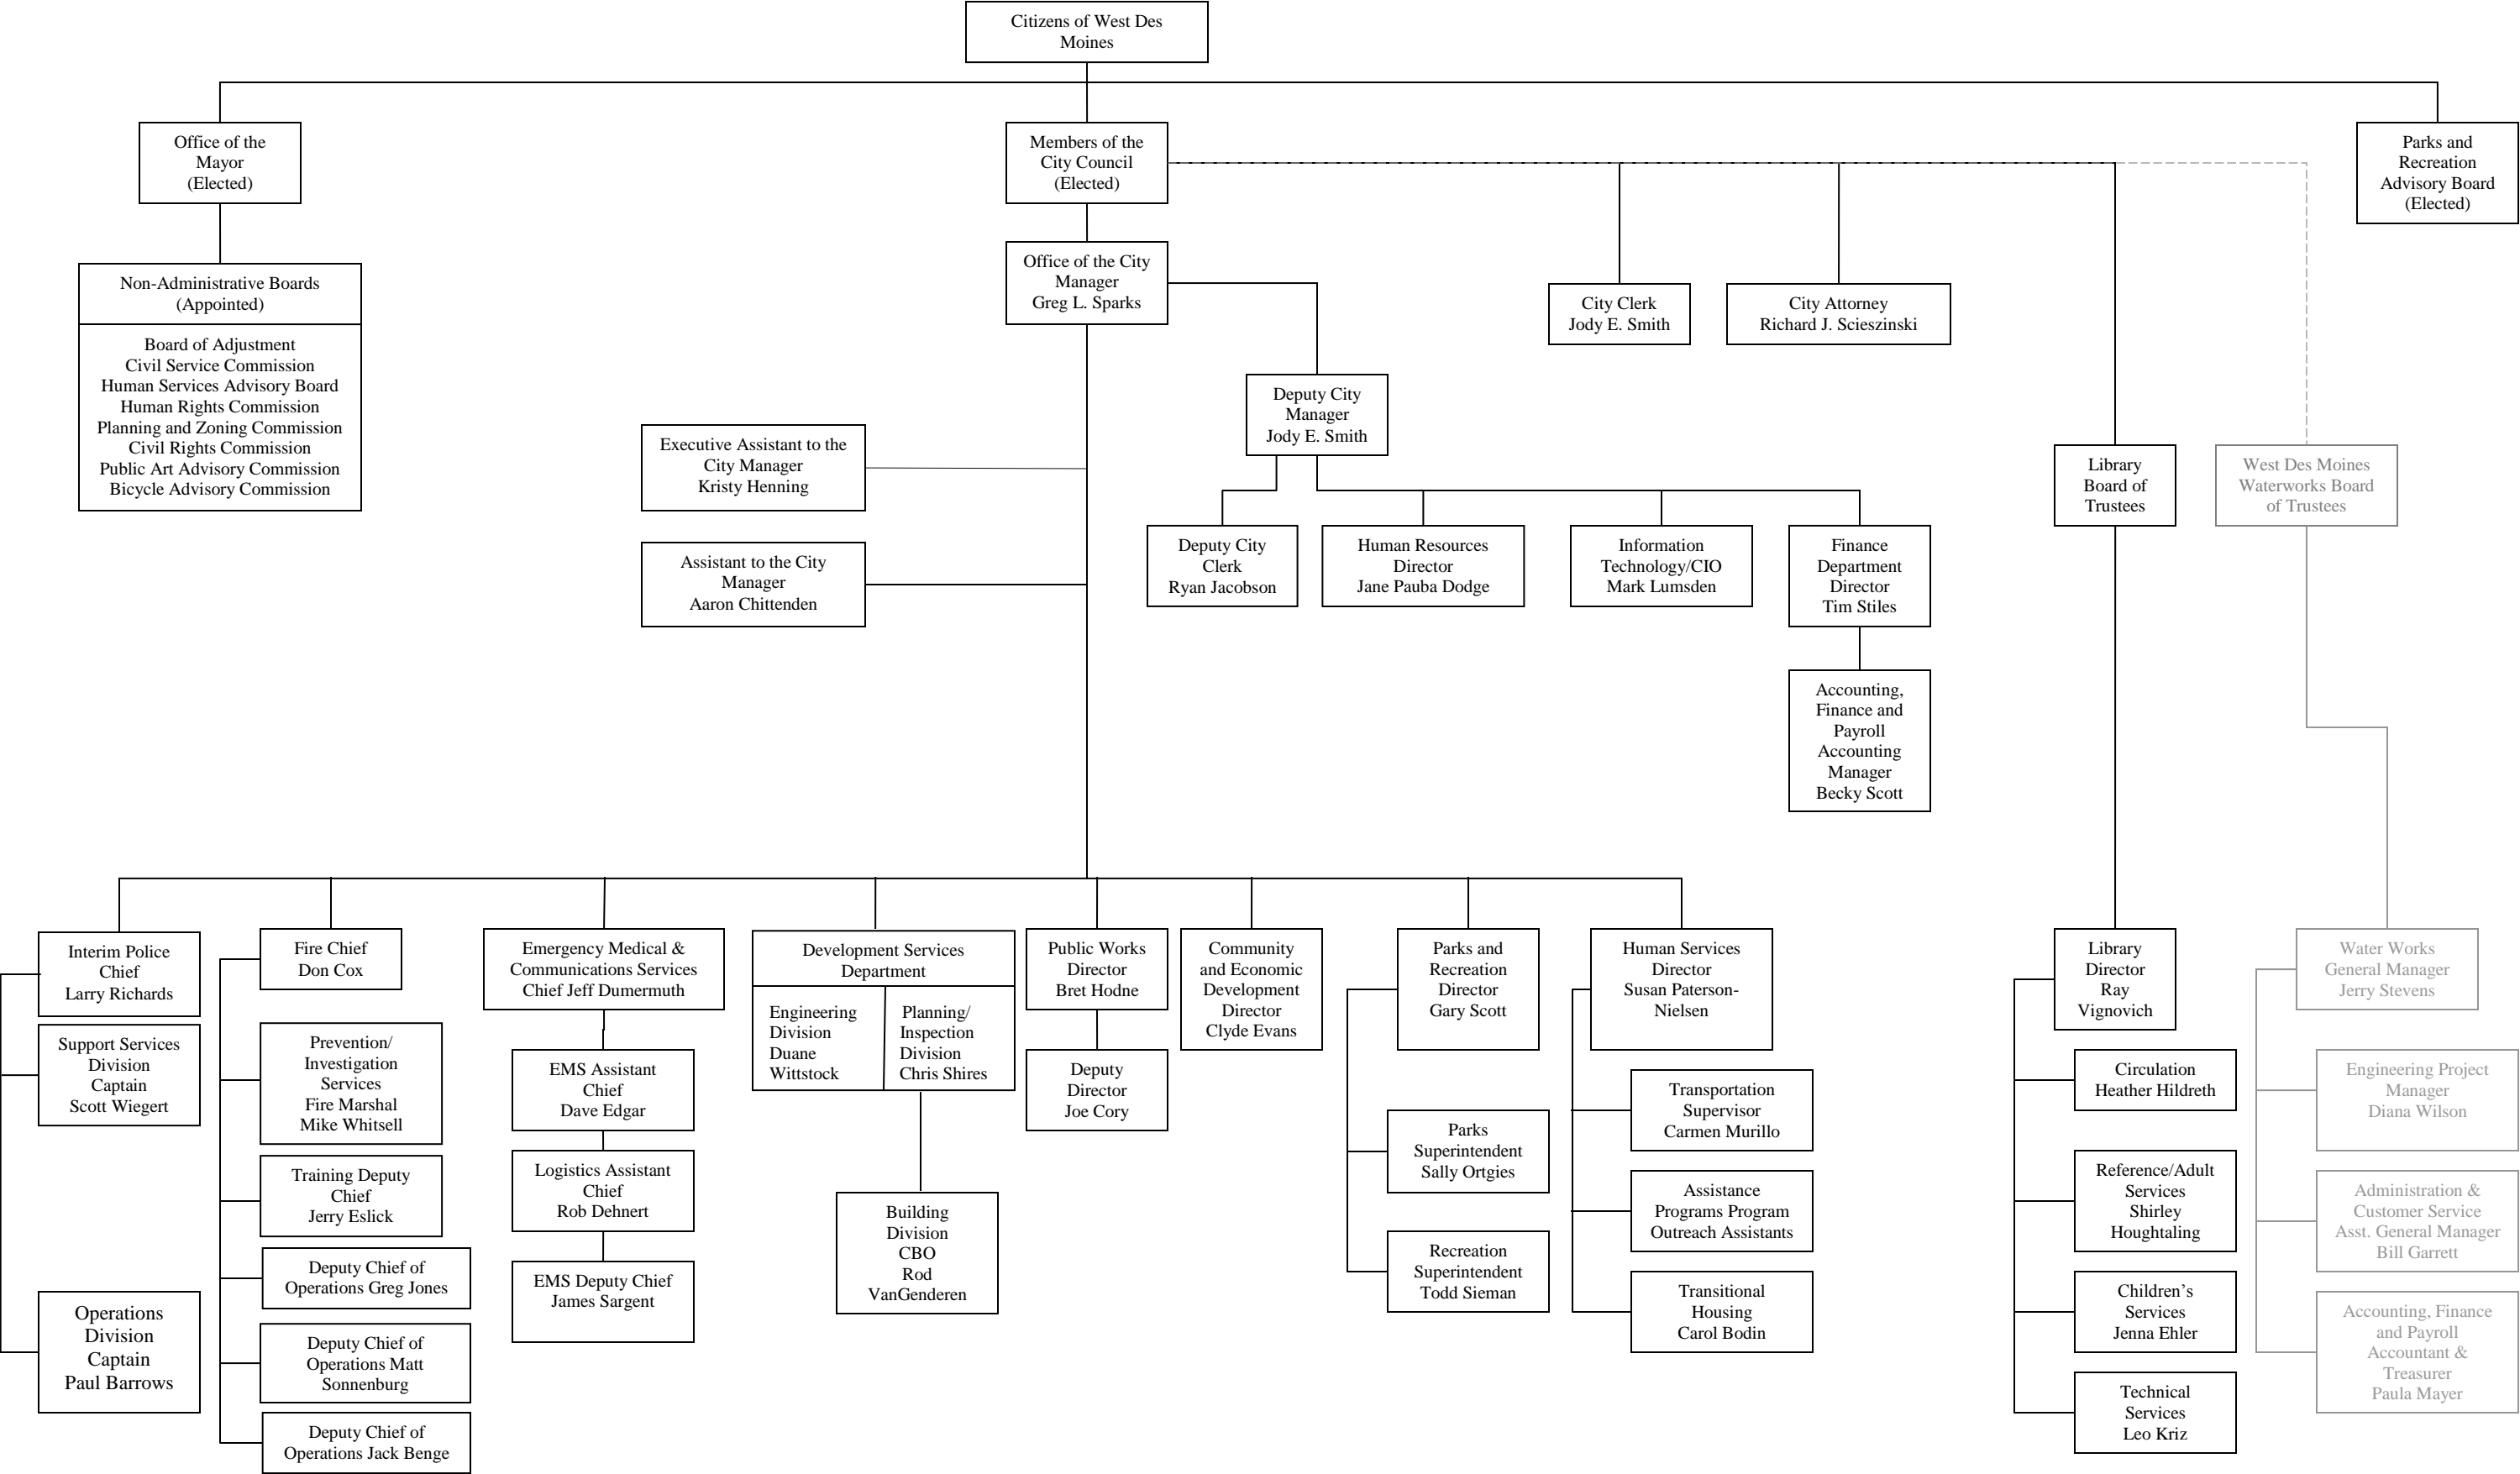 Citizens of West Des
Moines
Office of the
Mayor
(Elected)
Members of the
City Council
(Elected)
Parks and
Recreation
Advisory Board
(Elected)
Non-Administrative Boards
(Appointed)
Board of Adjustment
Civil Service Commission
Human Services Advisory Board
Human Rights Commission
Planning and Zoning Commission
Civil Rights Commission
Public Art Advisory Commission
Bicycle Advisory Commission
Office of the City
Manager
Greg L. Sparks
City Clerk
Jody E. Smith
City Attorney
Richard J. Scieszinski
Deputy City
Manager
Jody E. Smith
Executive Assistant to the
City Manager
Kristy Henning
Assistant to the City
Manager
Aaron Chittenden
Library
Board of
Trustees
West Des Moines
Waterworks Board
of Trustees
Deputy City
Clerk
Ryan Jacobson
Human Resources
Director
Jane Pauba Dodge
Information
Technology/CIO
Mark Lumsden
Finance
Department
Director
Tim Stiles
Accounting,
Finance and
Payroll
Accounting
Manager
Becky Scott
Interim Police
Chief
Larry Richards
Support Services
Division
Captain
Scott Wiegert
Operations
Division
Captain
Paul Barrows
Fire Chief
Don Cox
Prevention/
Investigation
Services
Fire Marshal
Mike Whitsell
Training Deputy
Chief
Jerry Eslick
Deputy Chief of
Operations Greg Jones
Deputy Chief of
Operations Matt
Sonnenburg
Deputy Chief of
Operations Jack Benge
Emergency Medical &
Communications Services
Chief Jeff Dumermuth
EMS Assistant
Chief
Dave Edgar
Logistics Assistant
Chief
Rob Dehnert
EMS Deputy Chief
James Sargent
Development Services
Department
Engineering
Division
Duane
Wittstock
Planning/
Inspection
Division
Chris Shires
Building
Division
CBO
Rod
VanGenderen
Public Works
Director
Bret Hodne
Deputy
Director
Joe Cory
Community
and Economic
Development
Director
Clyde Evans
Parks and
Recreation
Director
Gary Scott
Parks
Superintendent
Sally Ortgies
Recreation
Superintendent
Todd Sieman
Human Services
Director
Susan Paterson-
Nielsen
Transportation
Supervisor
Carmen Murillo
Assistance
Programs Program
Outreach Assistants
Transitional
Housing
Carol Bodin
Library
Director
Ray
Vignovich
Circulation
Heather Hildreth
Reference/Adult
Services
Shirley
Houghtaling
Children’s
Services
Jenna Ehler
Technical
Services
Leo Kriz
Water Works
General Manager
Jerry Stevens
Engineering Project
Manager
Diana Wilson
Administration &
Customer Service
Asst. General Manager
Bill Garrett
Accounting, Finance
and Payroll
Accountant &
Treasurer
Paula Mayer